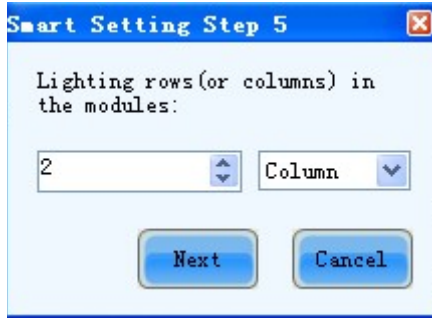 Smart Setting Step 5
Lighting rows(or columns) in
the modules:
2 Column
Next Cancel